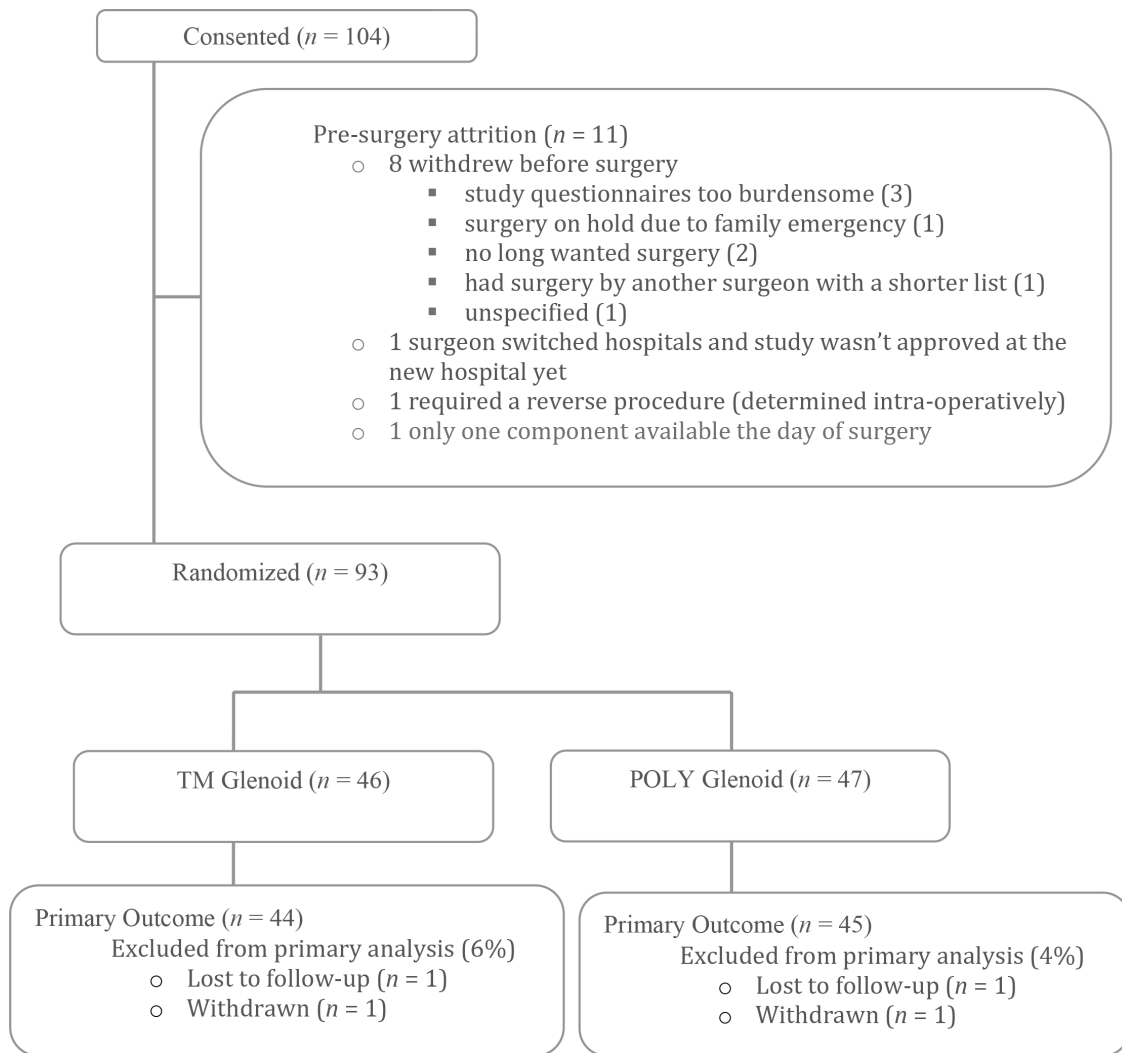 Consented (n = 104)
Pre-surgery attrition (n = 11)
○ 8 withdrew before surgery
▪ study questionnaires too burdensome (3)
▪ surgery on hold due to family emergency (1)
▪ no long wanted surgery (2)
▪ had surgery by another surgeon with a shorter list (1)
▪ unspecified (1)
○ 1 surgeon switched hospitals and study wasn't approved at the
new hospital yet
○ 1 required a reverse procedure (determined intra-operatively)
○ 1 only one component available the day of surgery
Randomized (n = 93)
TM Glenoid (n = 46)
POLY Glenoid (n = 47)
Primary Outcome (n = 44)
Excluded from primary analysis (6%)
○ Lost to follow-up (n = 1)
○ Withdrawn (n = 1)
Primary Outcome (n = 45)
Excluded from primary analysis (4%)
○ Lost to follow-up (n = 1)
○ Withdrawn (n = 1)